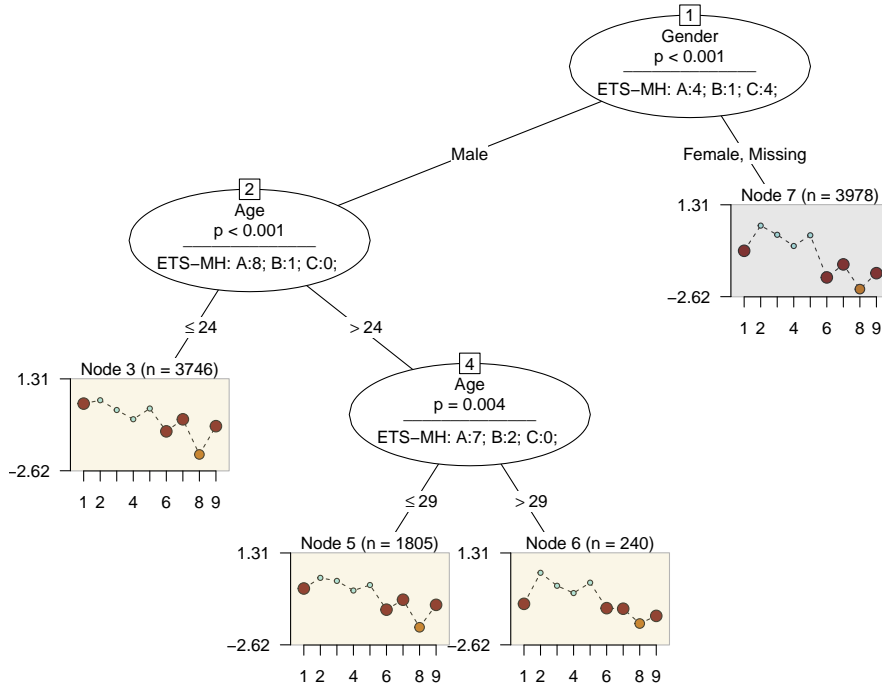 1
Gender
p < 0.001
ETS−MH: A:4; B:1; C:4;
Male
Female, Missing
2
Age
p < 0.001
ETS−MH: A:8; B:1; C:0;
Node 7 (n = 3978)
1.31
−2.62
1 2 4 6 8 9
≤ 24
> 24
Node 3 (n = 3746)
1.31
−2.62
1 2 4 6 8 9
4
Age
p = 0.004
ETS−MH: A:7; B:2; C:0;
≤ 29
> 29
Node 5 (n = 1805)
1.31
−2.62
1 2 4 6 8 9
Node 6 (n = 240)
1.31
−2.62
1 2 4 6 8 9